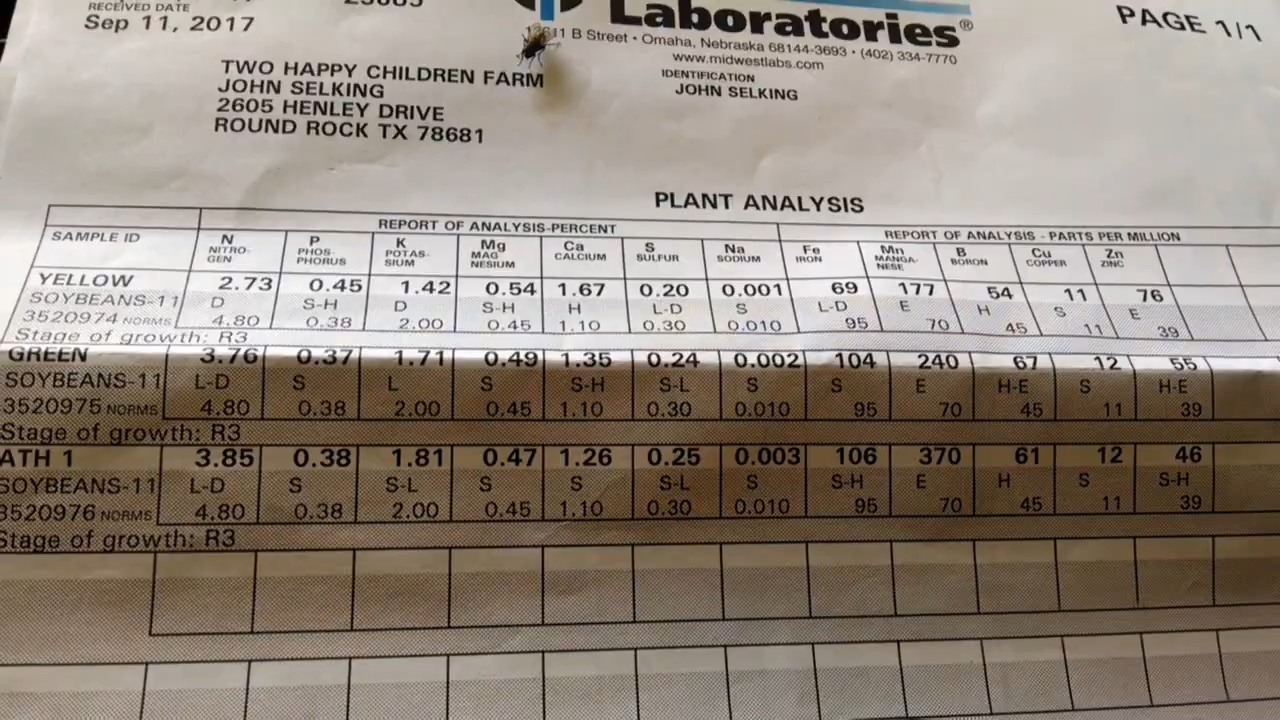 RECEIVED DATE
Sep 11, 2017
Laboratories®
B Street • Omaha, Nebraska 68144-3693 • (402) 334-7770
www.midwestlabs.com
PAGE 1/1
TWO HAPPY CHILDREN FARM
JOHN SELKING
2605 HENLEY DRIVE
ROUND ROCK TX 78681
IDENTIFICATION
JOHN SELKING
PLANT ANALYSIS
REPORT OF ANALYSIS-PERCENT REPORT OF ANALYSIS - PARTS PER MILLION
SAMPLE ID N NITRO-GEN P PHOS-PHORUS K POTAS-SIUM Mg MAG NESIUM Ca CALCIUM S SULFUR Na SODIUM Fe IRON Mn MANGA-NESE B BORON Cu COPPER Zn ZINC
YELLOW 2.73 0.45 1.42 0.54 1.67 0.20 0.001 69 177 54 11 76
SOYBEANS-11 D S-H D S-H H L-D S L-D E H S E
3520974 NORMS 4.80 0.38 2.00 0.45 1.10 0.30 0.010 95 70 45 11 39
Stage of growth: R3
GREEN 3.76 0.37 1.71 0.49 1.35 0.24 0.002 104 240 67 12 55
SOYBEANS-11 L-D S L S S-H S-L S S E H-E S H-E
3520975 NORMS 4.80 0.38 2.00 0.45 1.10 0.30 0.010 95 70 45 11 39
Stage of growth: R3
ATH 1 3.85 0.38 1.81 0.47 1.26 0.25 0.003 106 370 61 12 46
SOYBEANS-11 L-D S S-L S S S-L S S-H E H S S-H
3520976 NORMS 4.80 0.38 2.00 0.45 1.10 0.30 0.010 95 70 45 11 39
Stage of growth: R3